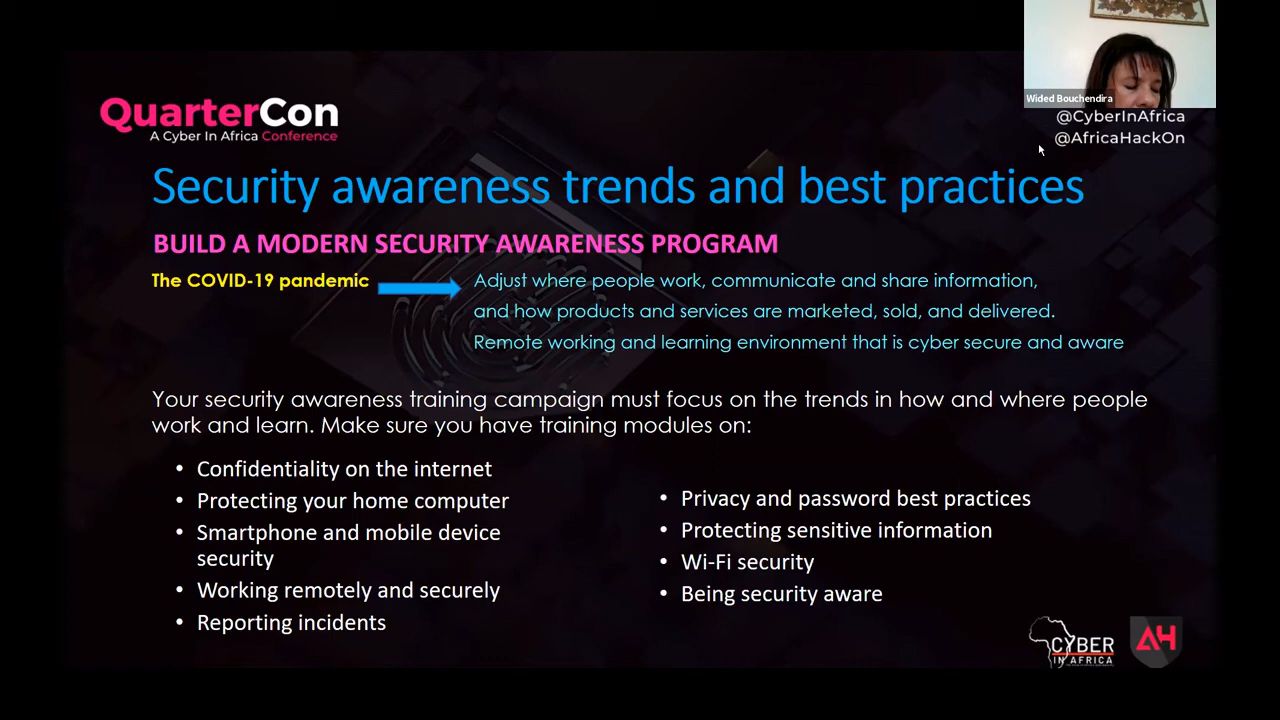 QuarterCon
A Cyber In Africa Conference
Wided Bouchendira
@CyberInAfrica
@AfricaHackOn
Security awareness trends and best practices
BUILD A MODERN SECURITY AWARENESS PROGRAM
The COVID-19 pandemic
Adjust where people work, communicate and share information,
and how products and services are marketed, sold, and delivered.
Remote working and learning environment that is cyber secure and aware
Your security awareness training campaign must focus on the trends in how and where people
work and learn. Make sure you have training modules on:
• Confidentiality on the internet
• Protecting your home computer
• Smartphone and mobile device
security
• Working remotely and securely
• Reporting incidents
• Privacy and password best practices
• Protecting sensitive information
• Wi-Fi security
• Being security aware
CYBER
IN AFRICA
AH